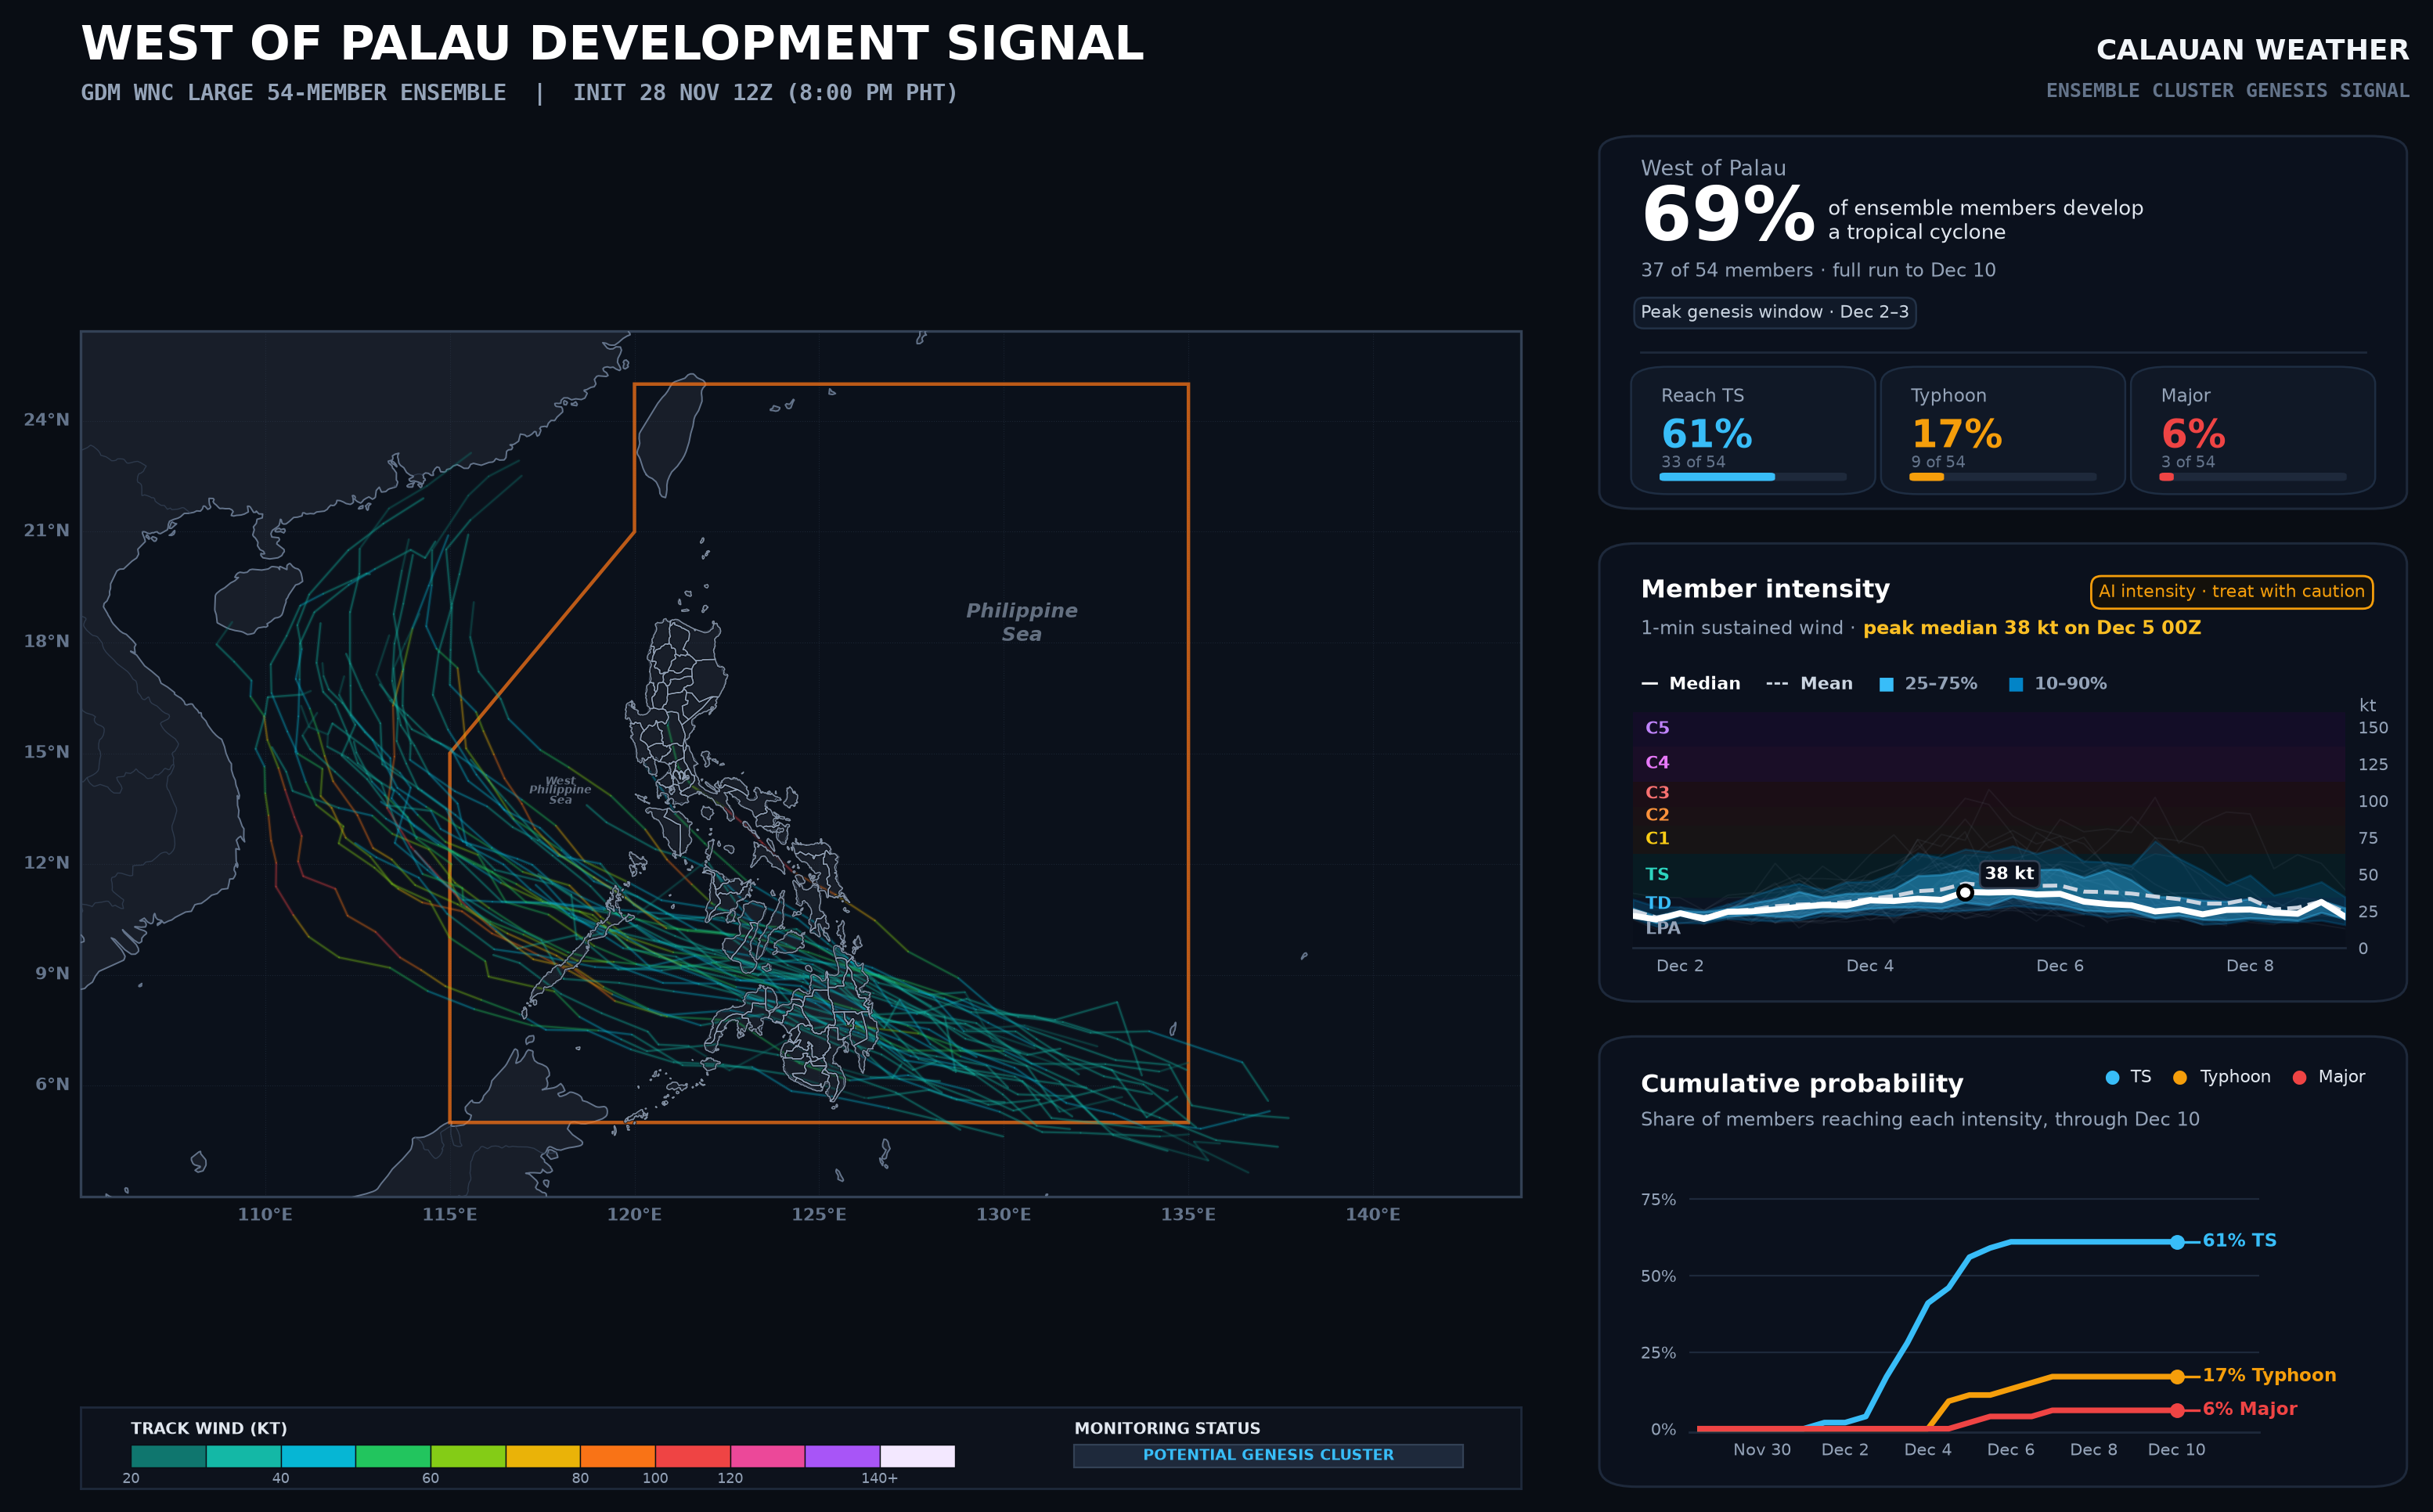 WEST OF PALAU DEVELOPMENT SIGNAL
GDM WNC LARGE 54-MEMBER ENSEMBLE | INIT 28 NOV 12Z (8:00 PM PHT)
CALAUAN WEATHER
ENSEMBLE CLUSTER GENESIS SIGNAL
24°N
21°N
18°N
15°N
12°N
9°N
6°N
110°E
115°E
120°E
125°E
130°E
135°E
140°E
Philippine
Sea
West
Philippine
Sea
TRACK WIND (KT)
20
40
60
80
100
120
140+
MONITORING STATUS
POTENTIAL GENESIS CLUSTER
West of Palau
69%
of ensemble members develop
a tropical cyclone
37 of 54 members · full run to Dec 10
Peak genesis window · Dec 2–3
Reach TS
61%
33 of 54
Typhoon
17%
9 of 54
Major
6%
3 of 54
Member intensity
AI intensity · treat with caution
1-min sustained wind · peak median 38 kt on Dec 5 00Z
Median
Mean
25–75%
10–90%
kt
C5
C4
C3
C2
C1
TS
TD
LPA
38 kt
150
125
100
75
50
25
0
Dec 2
Dec 4
Dec 6
Dec 8
Cumulative probability
TS
Typhoon
Major
Share of members reaching each intensity, through Dec 10
75%
50%
25%
0%
61% TS
17% Typhoon
6% Major
Nov 30
Dec 2
Dec 4
Dec 6
Dec 8
Dec 10